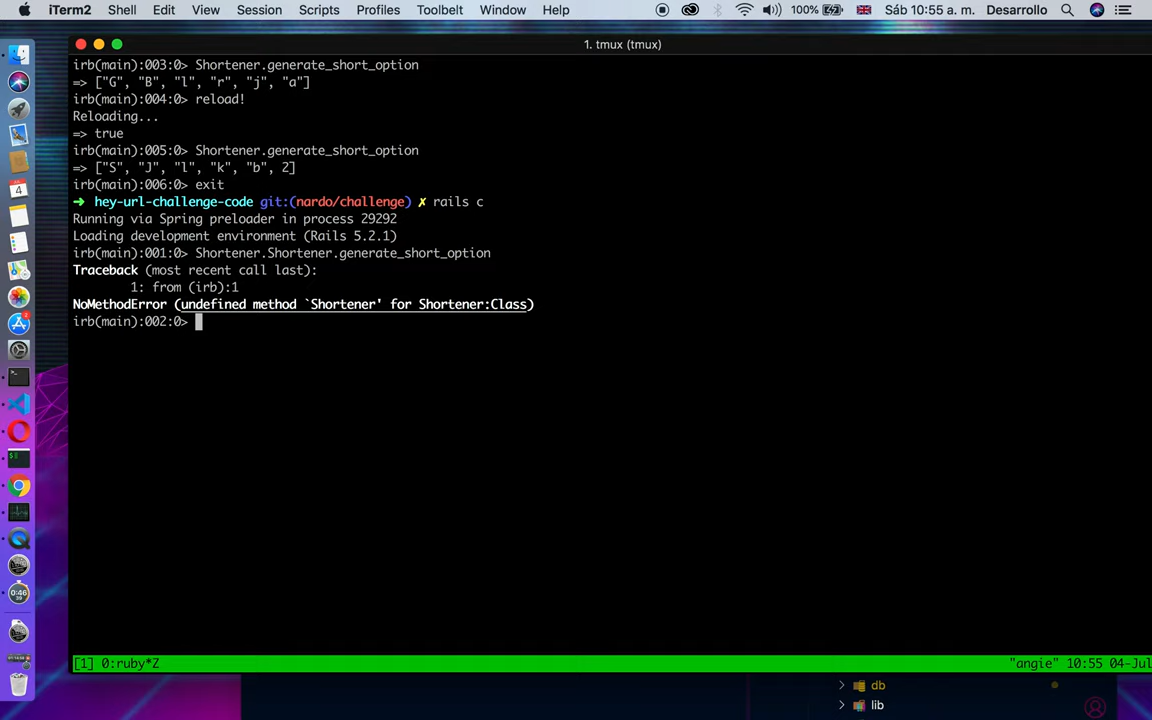 iTerm2 Shell Edit View Session Scripts Profiles Toolbelt Window Help 100% Sáb 10:55 a. m. Desarrollo
1. tmux (tmux)
irb(main):003:0> Shortener.generate_short_option
=> ["G", "B", "l", "r", "j", "a"]
irb(main):004:0> reload!
Reloading...
=> true
irb(main):005:0> Shortener.generate_short_option
=> ["S", "J", "l", "k", "b", 2]
irb(main):006:0> exit
➜ hey-url-challenge-code git:(nardo/challenge) ✗ rails c
Running via Spring preloader in process 29292
Loading development environment (Rails 5.2.1)
irb(main):001:0> Shortener.Shortener.generate_short_option
Traceback (most recent call last):
1: from (irb):1
NoMethodError (undefined method `Shortener' for Shortener:Class)
irb(main):002:0>
[1] 0:ruby*Z "angie" 10:55 04-Jul
db
lib
4
0:46